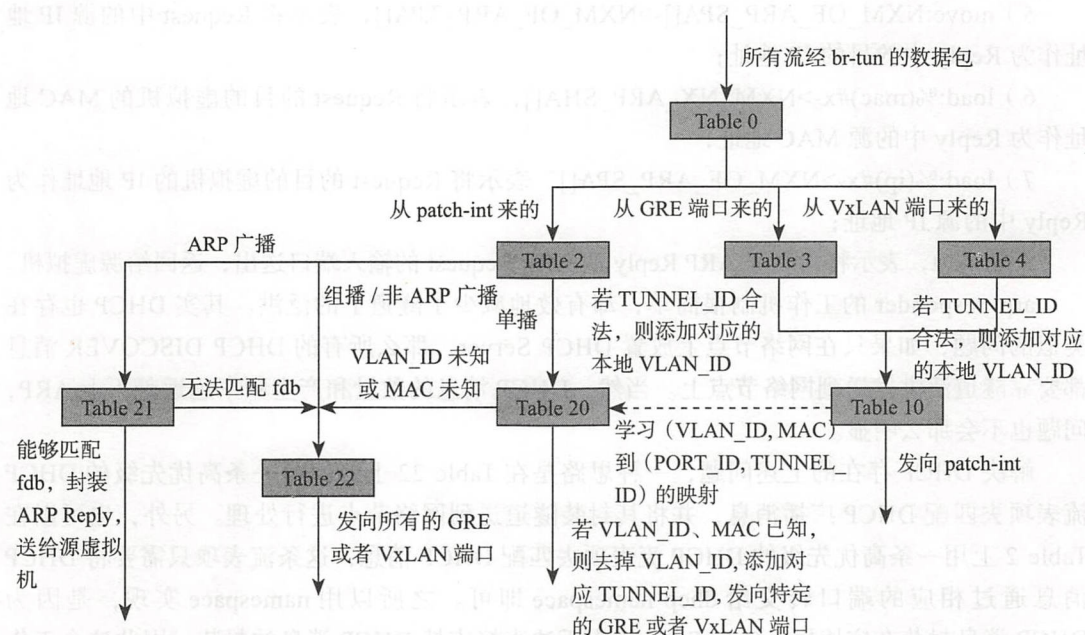 所有流经 br-tun 的数据包
Table 0
从 patch-int 来的
从 GRE 端口来的
从 VxLAN 端口来的
ARP 广播
Table 2
Table 3
Table 4
组播 / 非 ARP 广播
单播
若 TUNNEL_ID 合
法，则添加对应的
本地 VLAN_ID
若 TUNNEL_ID
合法，则添加对应
的本地 VLAN_ID
VLAN_ID 未知
或 MAC 未知
无法匹配 fdb
Table 21
Table 20
Table 10
能够匹配
fdb，封装
ARP Reply，
送给源虚拟
机
Table 22
发向所有的 GRE
或者 VxLAN 端口
学习（VLAN_ID, MAC）
到（PORT_ID, TUNNEL_
ID）的映射
发向 patch-int
若 VLAN_ID、MAC 已知，
则去掉 VLAN_ID, 添加对
应 TUNNEL_ID, 发向特定
的 GRE 或者 VxLAN 端口